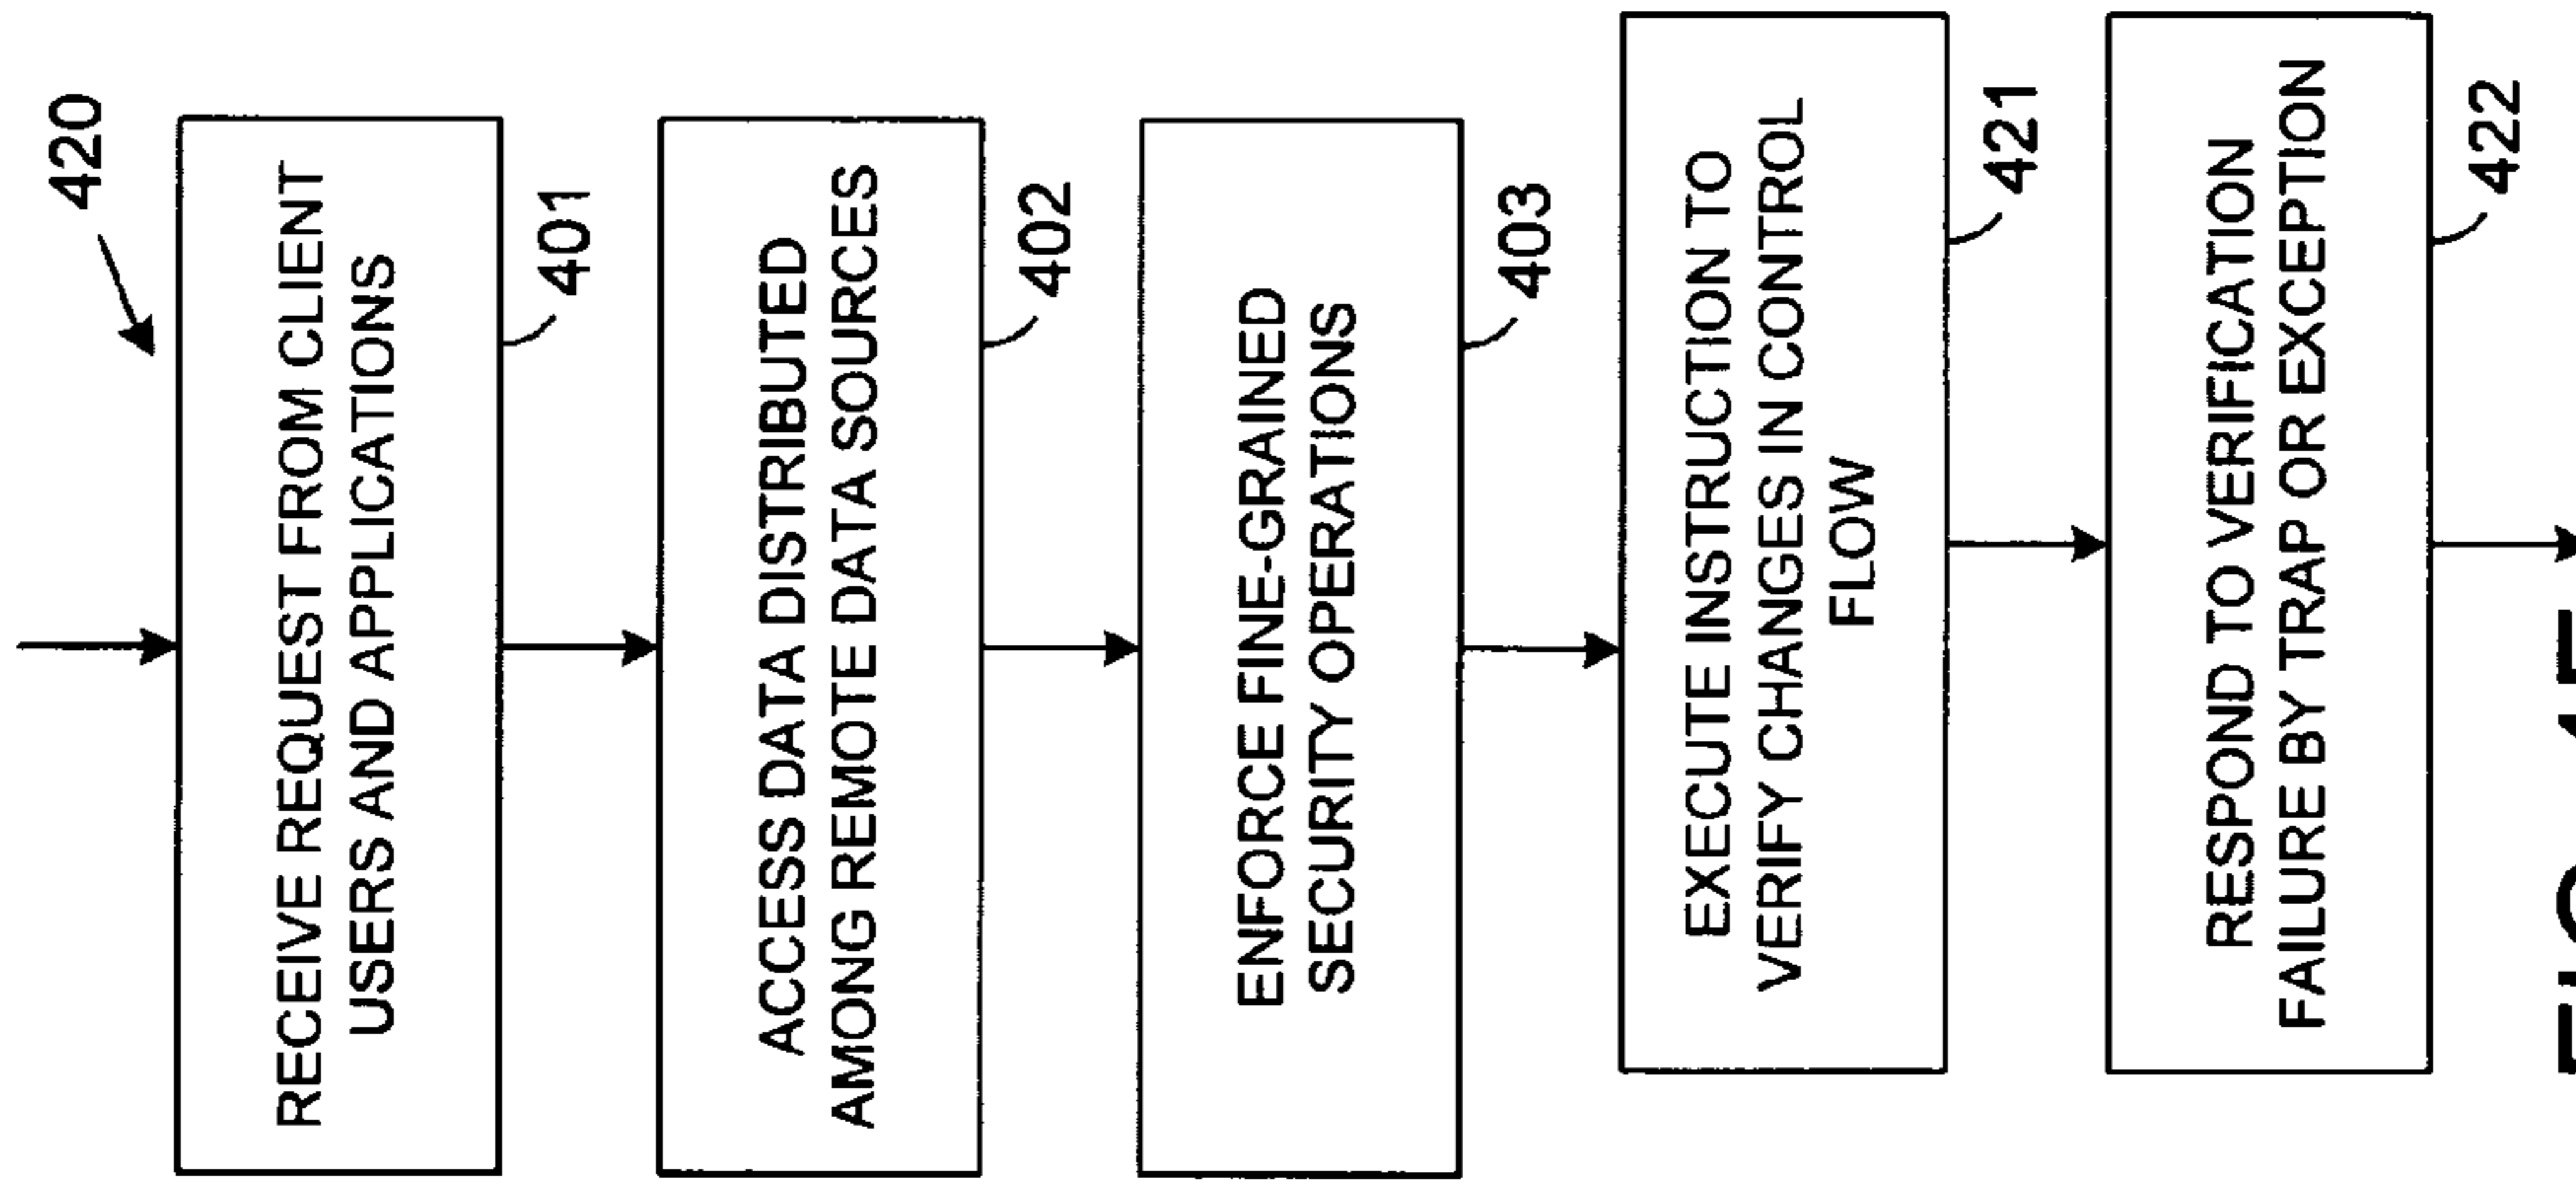 420
RECEIVE REQUEST FROM CLIENT
USERS AND APPLICATIONS
401
ACCESS DATA DISTRIBUTED
AMONG REMOTE DATA SOURCES
402
ENFORCE FINE-GRAINED
SECURITY OPERATIONS
403
EXECUTE INSTRUCTION TO
VERIFY CHANGES IN CONTROL
FLOW
421
RESPOND TO VERIFICATION
FAILURE BY TRAP OR EXCEPTION
422